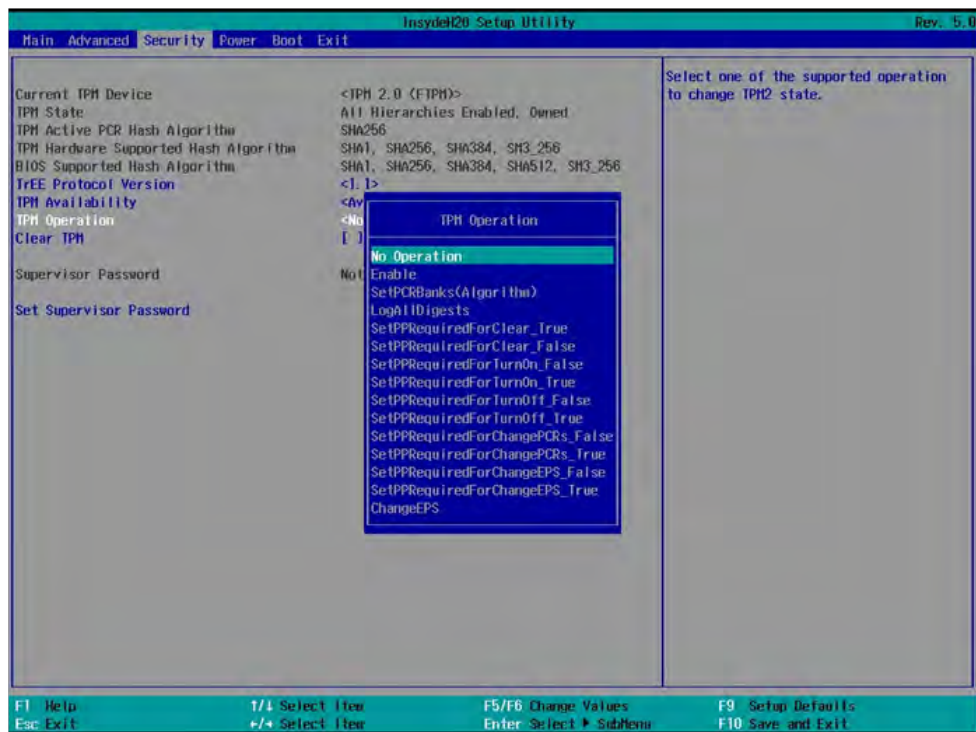 InsydeH20 Setup Utility Rev. 5.0
Main Advanced Security Power Boot Exit
Current TPM Device <TPM 2.0 (FTPM)>
TPM State All Hierarchies Enabled, Owned
TPM Active PCR Hash Algorithm SHA256
TPM Hardware Supported Hash Algorithm SHA1, SHA256, SHA384, SM3_256
BIOS Supported Hash Algorithm SHA1, SHA256, SHA384, SHA512, SM3_256
TrEE Protocol Version <1.1>
TPM Availability <Av
TPM Operation <No
Clear TPM [ ]
Supervisor Password Not
Set Supervisor Password
TPM Operation
No Operation
Enable
SetPCRBanks(Algorithm)
LogAllDigests
SetPPRequiredForClear_True
SetPPRequiredForClear_False
SetPPRequiredForTurnOn_False
SetPPRequiredForTurnOn_True
SetPPRequiredForTurnOff_False
SetPPRequiredForTurnOff_True
SetPPRequiredForChangePCRs_False
SetPPRequiredForChangePCRs_True
SetPPRequiredForChangeEPS_False
SetPPRequiredForChangeEPS_True
ChangeEPS
Select one of the supported operation
to change TPM2 state.
F1 Help ↑/↓ Select Item F5/F6 Change Values F9 Setup Defaults
Esc Exit ←/→ Select Item Enter Select ▶ SubMenu F10 Save and Exit